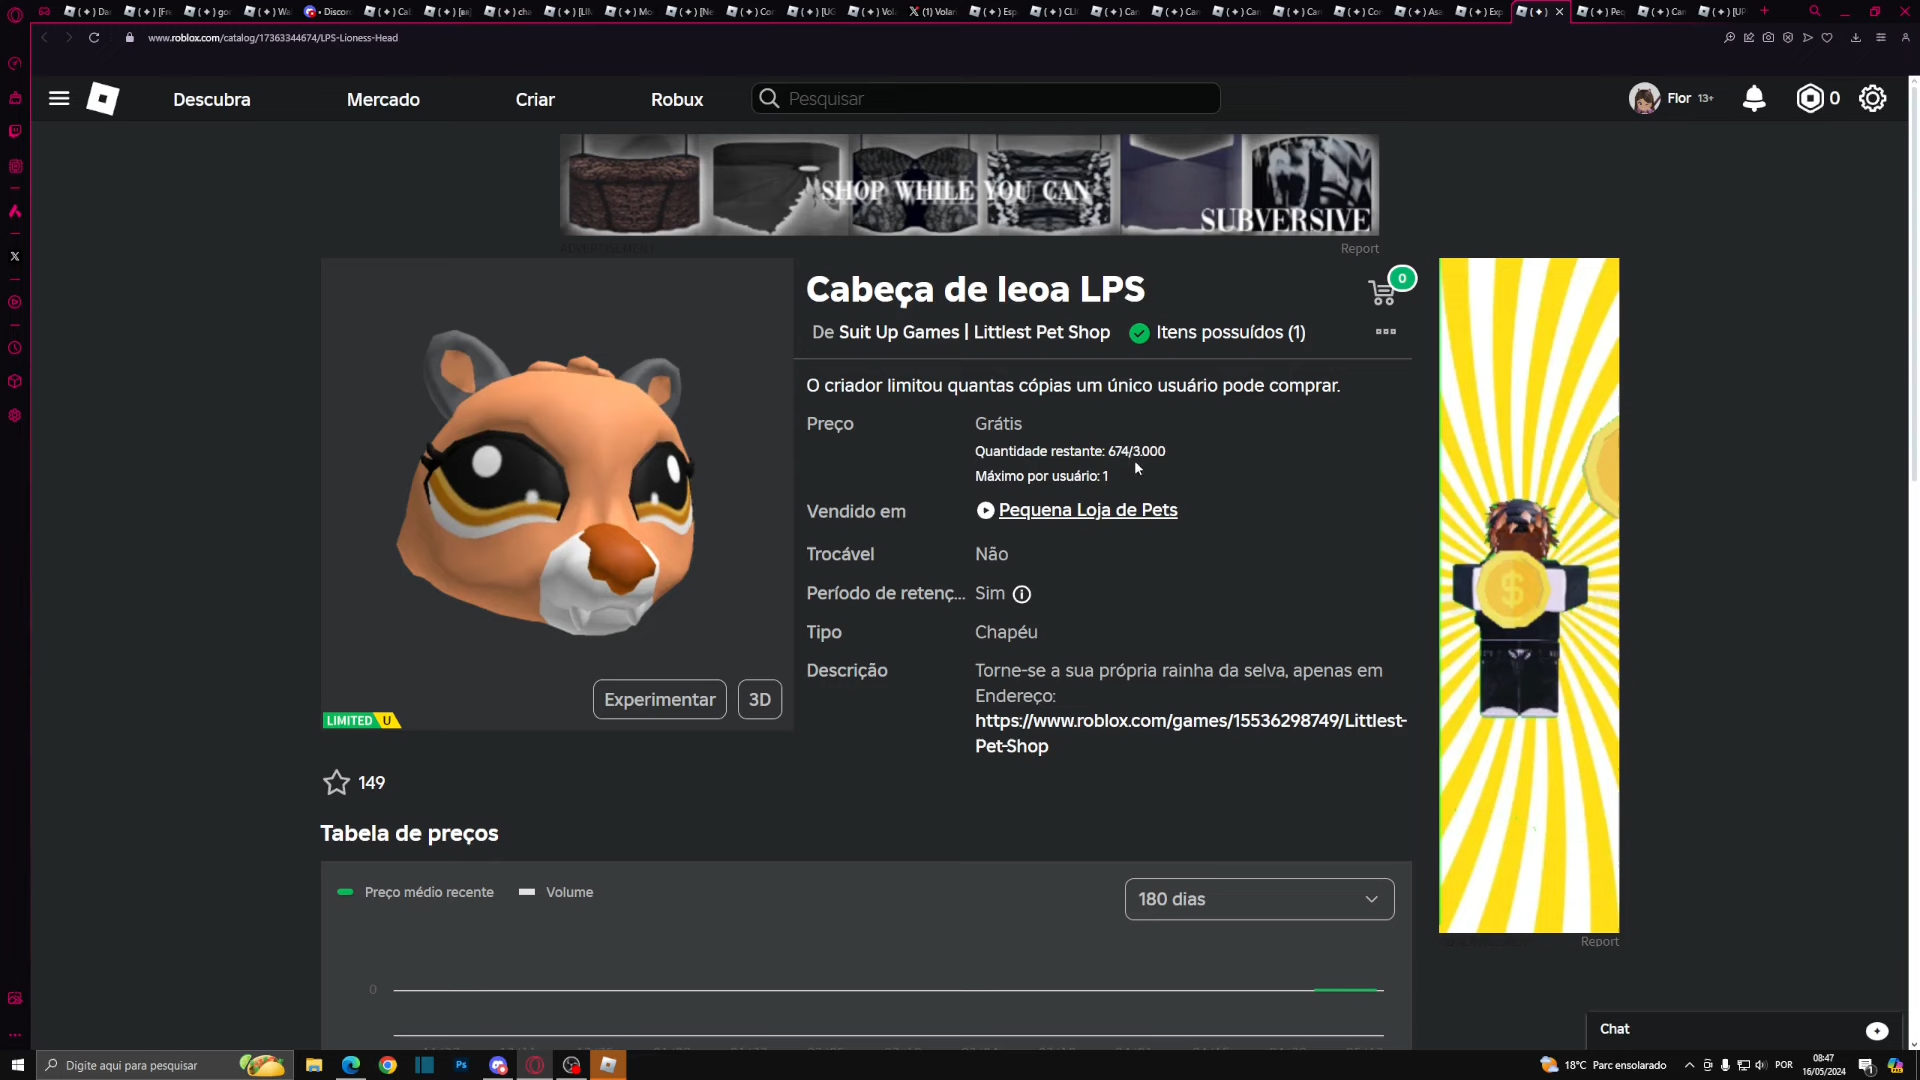 www.roblox.com/catalog/17363344674/LPS-Lioness-Head
Descubra
Mercado
Criar
Robux
Pesquisar
Flor 13+
0
SHOP WHILE YOU CAN
SUBVERSIVE
ADVERTISEMENT
Report
Cabeça de leoa LPS
0
De Suit Up Games | Littlest Pet Shop
Itens possuídos (1)
O criador limitou quantas cópias um único usuário pode comprar.
Preço
Grátis
Quantidade restante: 674/3.000
Máximo por usuário: 1
Vendido em
Pequena Loja de Pets
Trocável
Não
Período de retenç...
Sim
Tipo
Chapéu
Descrição
Torne-se a sua própria rainha da selva, apenas em
Endereço:
https://www.roblox.com/games/15536298749/Littlest-
Pet-Shop
Experimentar
3D
LIMITED U
149
Tabela de preços
Preço médio recente
Volume
180 dias
0
Report
Chat
Digite aqui para pesquisar
18°C Parc ensolarado
POR
08:47
16/05/2024